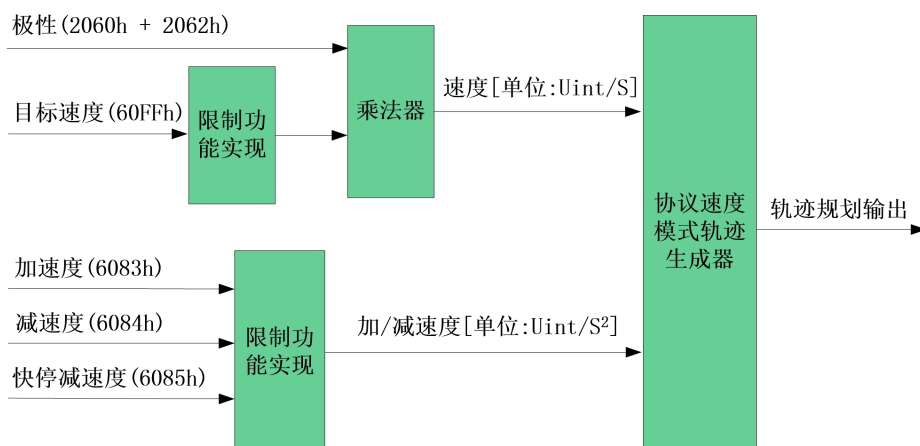 极性(2060h + 2062h)
目标速度(60FFh)
限制功
能实现
乘法器
速度[单位:Uint/S]
加速度(6083h)
减速度(6084h)
快停减速度(6085h)
限制功
能实现
加/减速度[单位:Uint/S²]
协议速度
模式轨迹
生成器
轨迹规划输出